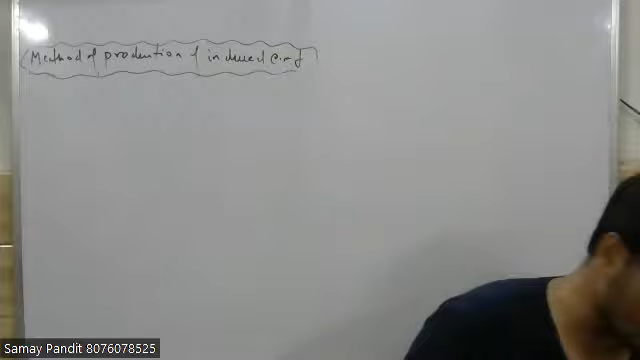 Method of production of induced e.m.f
Samay Pandit 8076078525